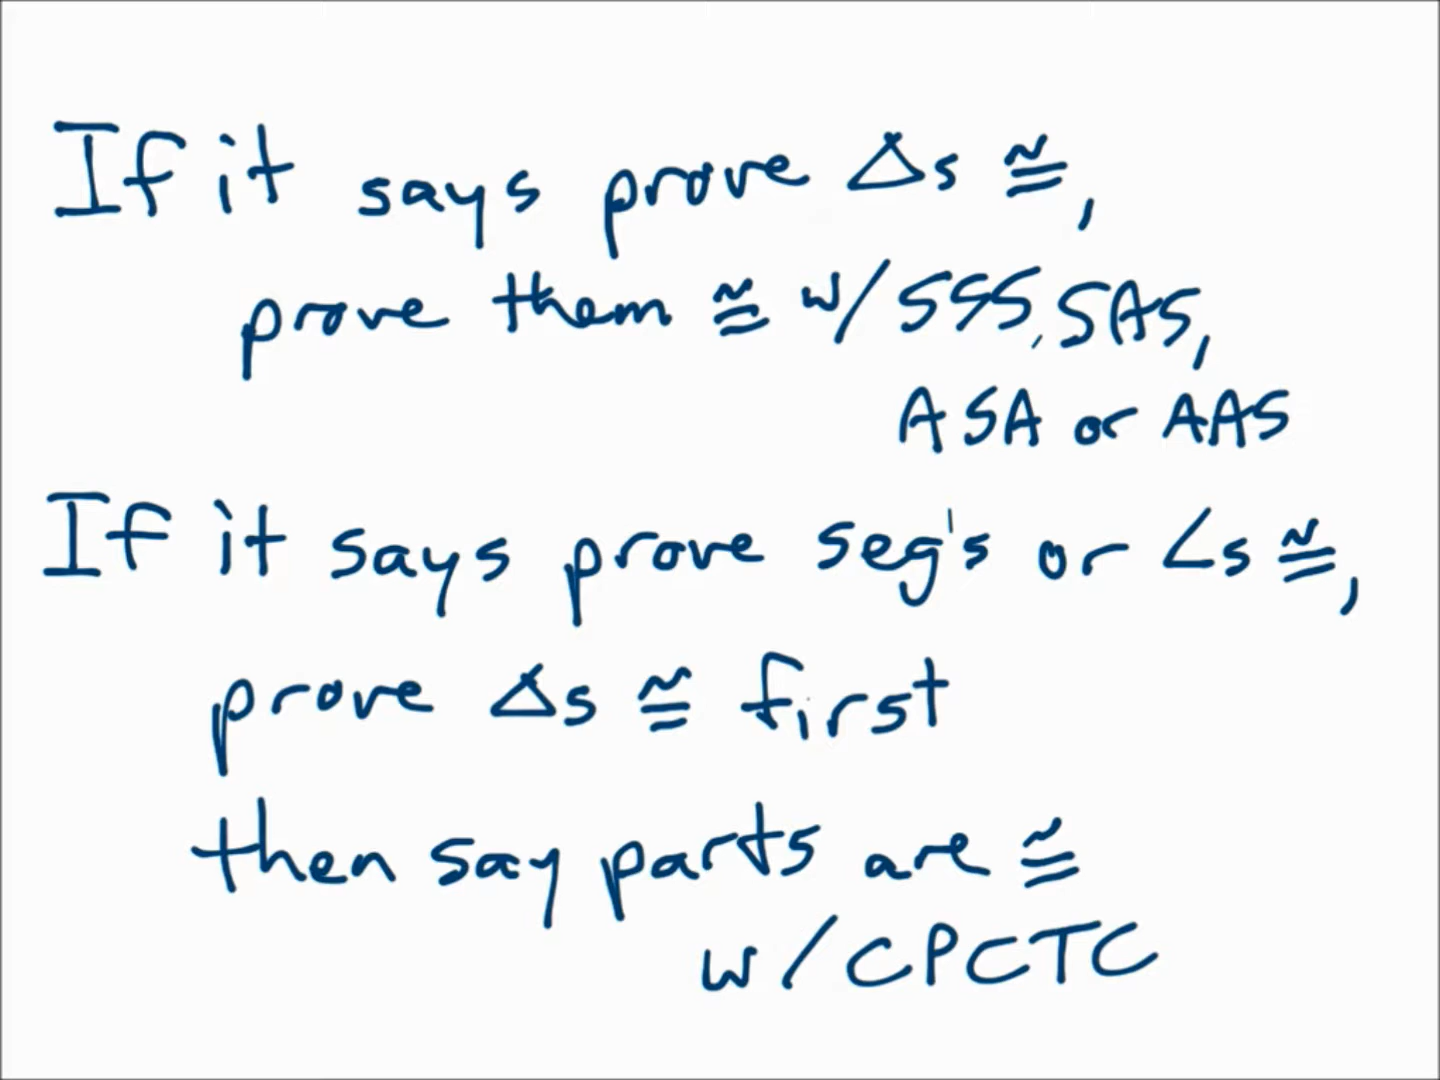 If it says prove △s ≅,
prove them ≅ w/ SSS, SAS,
ASA or AAS
If it says prove seg's or ∠s ≅,
prove △s ≅ first
then say parts are ≅
w/ CPCTC